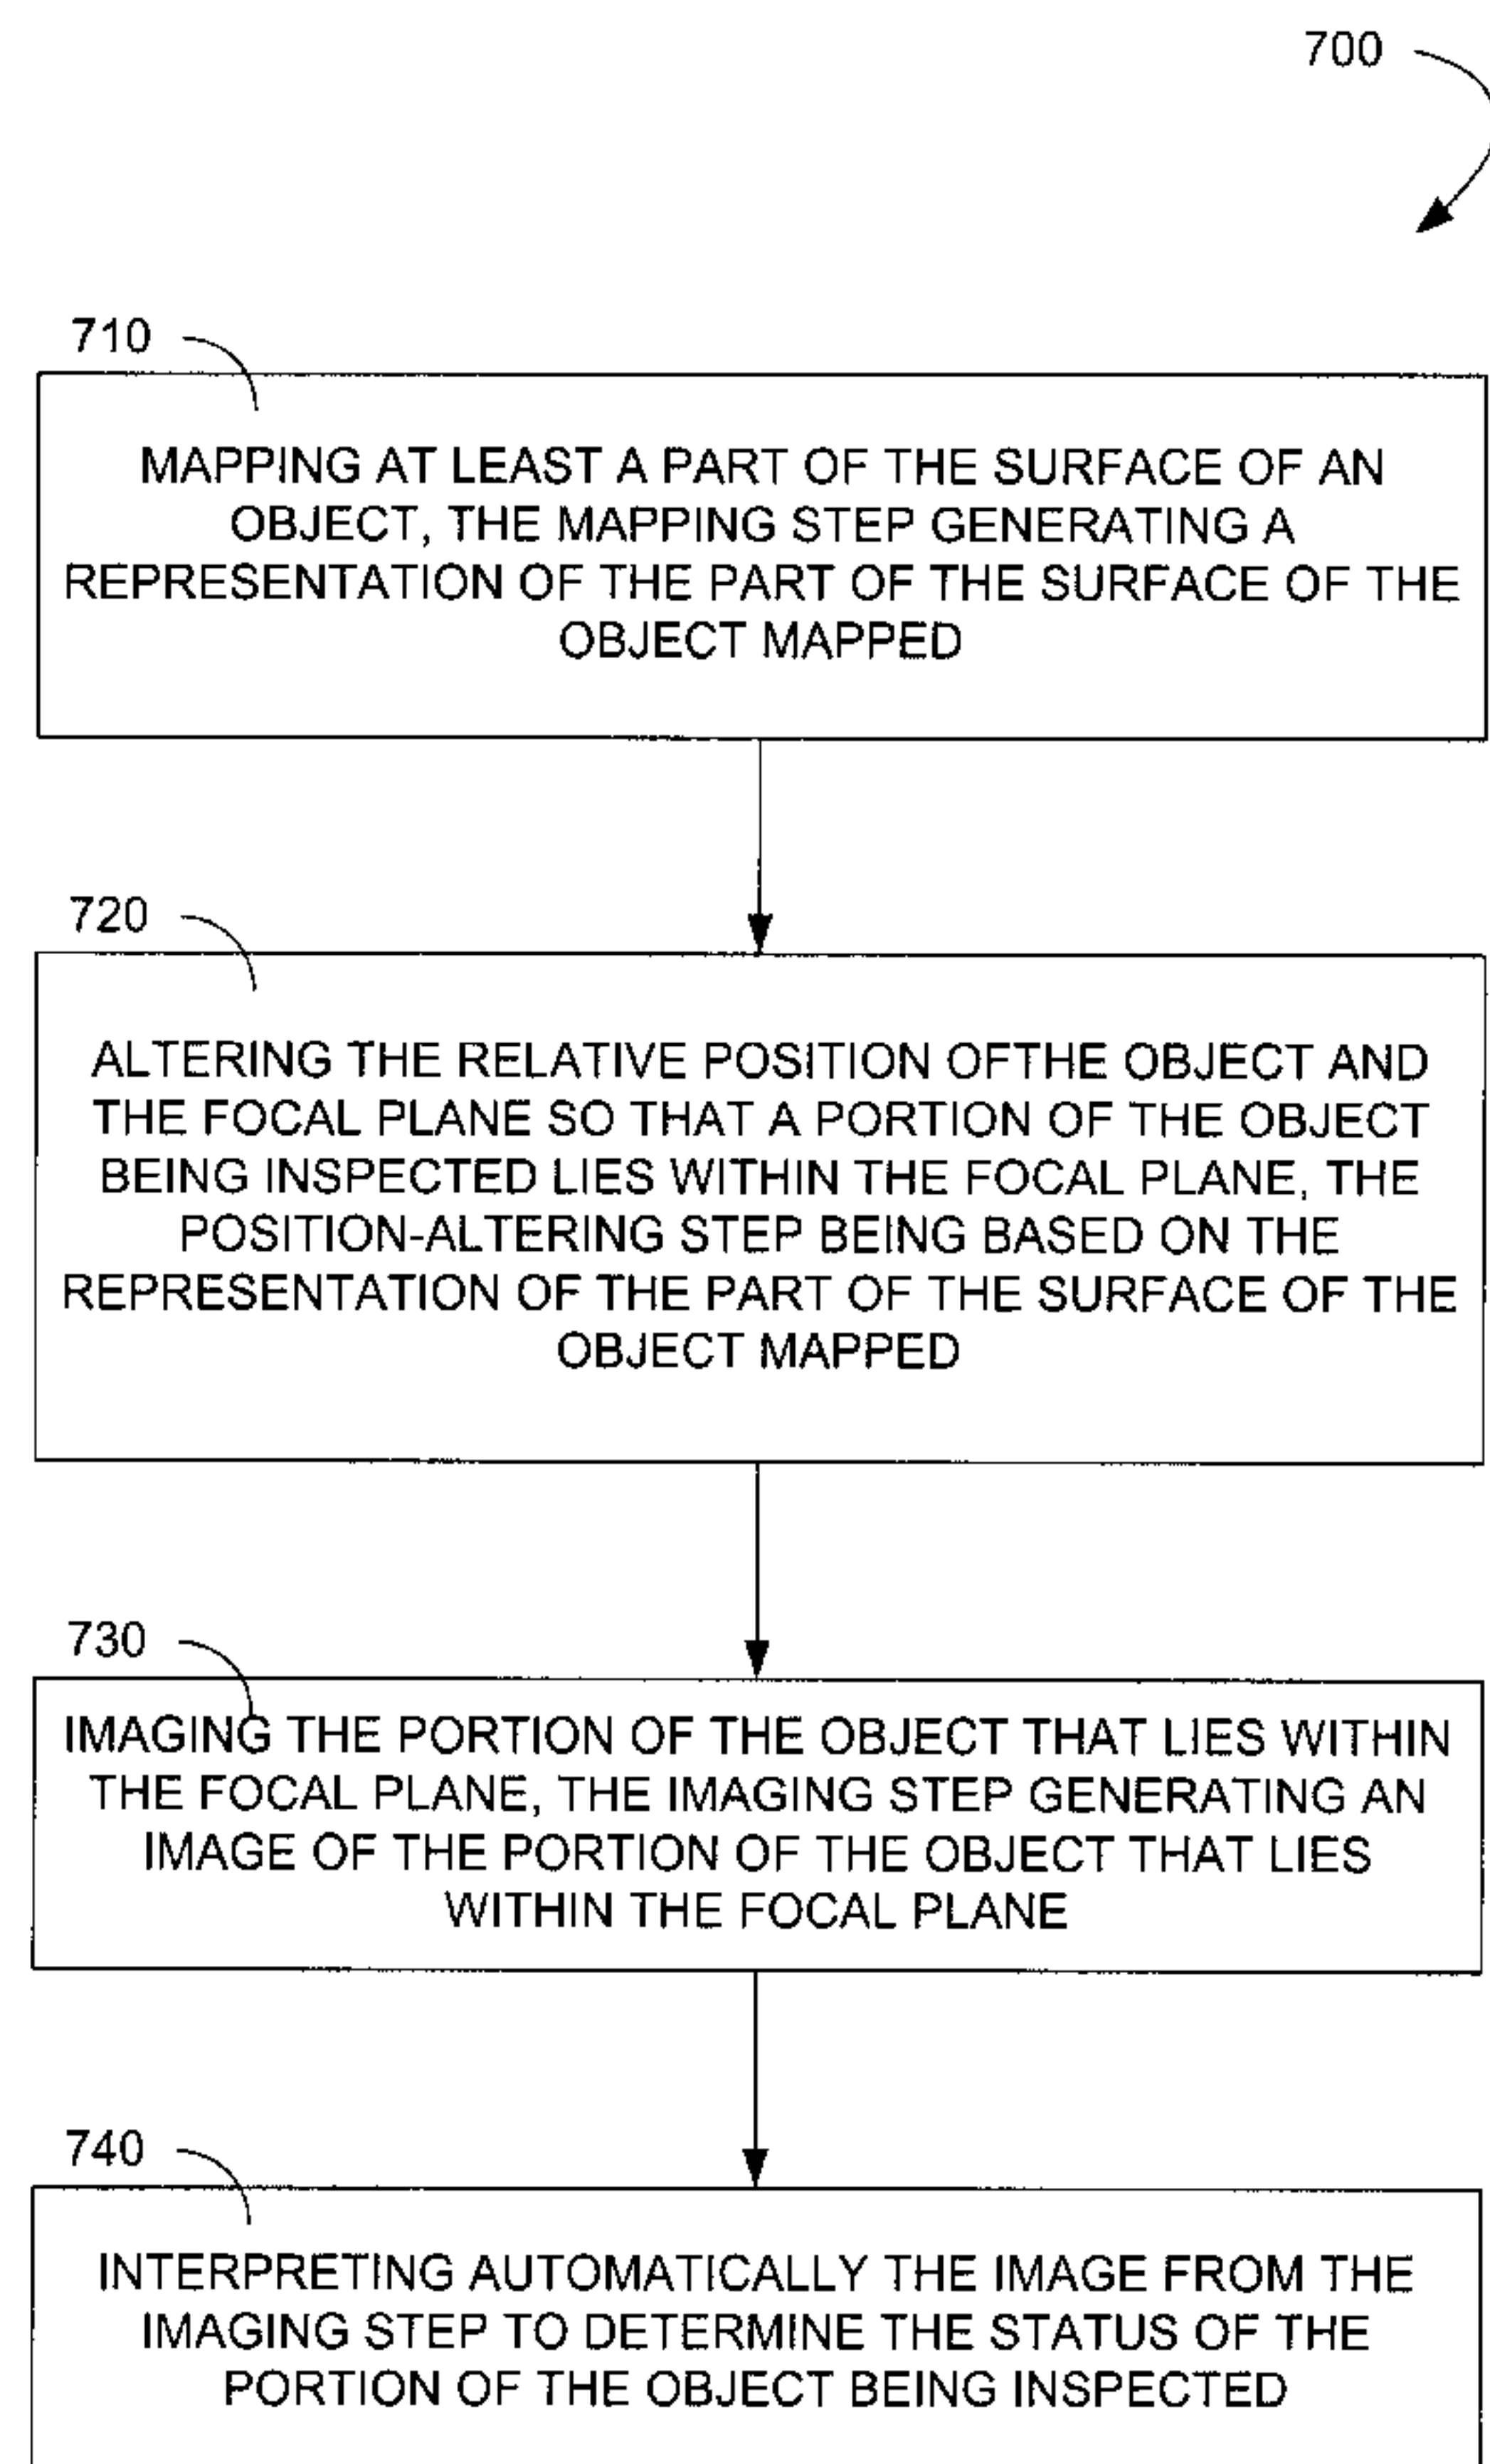 700
710
MAPPING AT LEAST A PART OF THE SURFACE OF AN
OBJECT, THE MAPPING STEP GENERATING A
REPRESENTATION OF THE PART OF THE SURFACE OF THE
OBJECT MAPPED
720
ALTERING THE RELATIVE POSITION OFTHE OBJECT AND
THE FOCAL PLANE SO THAT A PORTION OF THE OBJECT
BEING INSPECTED LIES WITHIN THE FOCAL PLANE, THE
POSITION-ALTERING STEP BEING BASED ON THE
REPRESENTATION OF THE PART OF THE SURFACE OF THE
OBJECT MAPPED
730
IMAGING THE PORTION OF THE OBJECT THAT LIES WITHIN
THE FOCAL PLANE, THE IMAGING STEP GENERATING AN
IMAGE OF THE PORTION OF THE OBJECT THAT LIES
WITHIN THE FOCAL PLANE
740
INTERPRETING AUTOMATICALLY THE IMAGE FROM THE
IMAGING STEP TO DETERMINE THE STATUS OF THE
PORTION OF THE OBJECT BEING INSPECTED